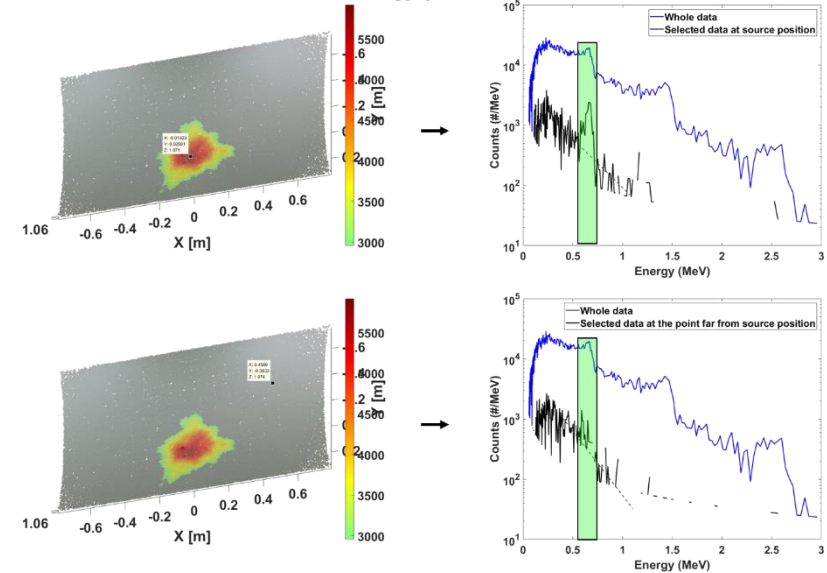 5500
.6
4000
.2
4500
4000
3500
3000
[m]
X: -0.01023
Y: 0.02501
Z: 1.071
1.06
-0.6 -0.4 -0.2 0 0.2 0.4 0.6
X [m]
10^5
10^4
10^3
10^2
10^1
Counts (#/MeV)
Whole data
Selected data at source position
0 0.5 1 1.5 2 2.5 3
Energy (MeV)
5500
.6
4000
.2
4000
3500
3000
[m]
Z: 1.076
1.06
-0.6 -0.4 -0.2 0 0.2 0.4 0.6
X [m]
10^5
10^4
10^3
10^2
10^1
Counts (#/MeV)
Whole data
Selected data at the point far from source position
0 0.5 1 1.5 2 2.5 3
Energy (MeV)